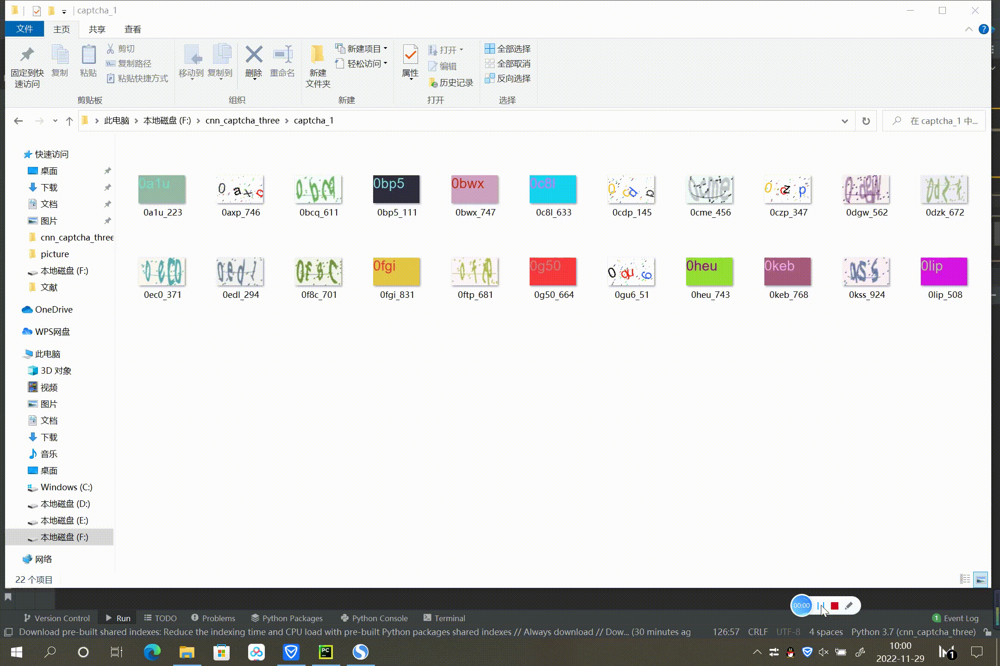 captcha_1
文件 主页 共享 查看
固定到快速访问 复制 粘贴 剪切 复制路径 粘贴快捷方式 移动到 复制到 删除 重命名 新建文件夹 新建项目 轻松访问 属性 打开 编辑 历史记录 全部选择 全部取消 反向选择
剪贴板 组织 新建 打开 选择
此电脑 本地磁盘 (F:) cnn_captcha_three captcha_1 在 captcha_1 中...
快速访问
桌面
下载
文档
图片
cnn_captcha_three
picture
本地磁盘 (F:)
文献
OneDrive
WPS网盘
此电脑
3D 对象
视频
图片
文档
下载
音乐
桌面
Windows (C:)
本地磁盘 (D:)
本地磁盘 (E:)
本地磁盘 (F:)
网络
0a1u 0bp5 0bwx 0c8l
0a1u_223 0axp_746 0bcq_611 0bp5_111 0bwx_747 0c8l_633 0cdp_145 0cme_456 0czp_347 0dgw_562 0dzk_672
0fgi 0g50 0heu 0keb 0lip
0ec0_371 0edl_294 0f8c_701 0fgi_831 0ftp_681 0g50_664 0gu6_51 0heu_743 0keb_768 0kss_924 0lip_508
22 个项目
00:00
Version Control Run TODO Problems Python Packages Python Console Terminal 1 Event Log
Download pre-built shared indexes: Reduce the indexing time and CPU load with pre-built Python packages shared indexes // Always download // Dow... (30 minutes ag 126:57 CRLF UTF-8 4 spaces Python 3.7 (cnn_captcha_three)
PC
10:00
2022-11-29
1